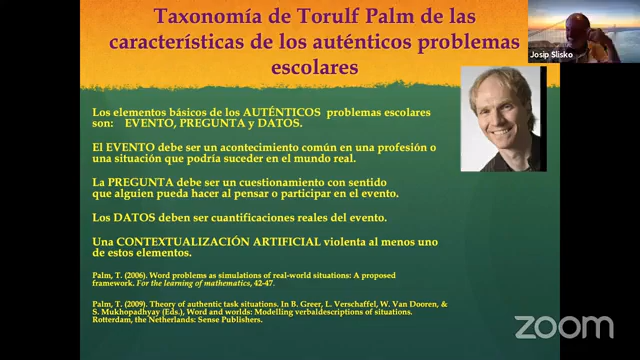 Taxonomía de Torulf Palm de las
características de los auténticos problemas
escolares
Josip Slisko
Los elementos básicos de los AUTÉNTICOS problemas escolares
son: EVENTO, PREGUNTA y DATOS.
El EVENTO debe ser un acontecimiento común en una profesión o
una situación que podría suceder en el mundo real.
La PREGUNTA debe ser un cuestionamiento con sentido
que alguien pueda hacer al pensar o participar en el evento.
Los DATOS deben ser cuantificaciones reales del evento.
Una CONTEXTUALIZACIÓN ARTIFICIAL violenta al menos uno
de estos elementos.
Palm, T. (2006). Word problems as simulations of real-world situations: A proposed
framework. For the learning of mathematics, 42-47.
Palm, T. (2009). Theory of authentic task situations. In B. Greer, L. Verschaffel, W. Van Dooren, &
S. Mukhopadhyay (Eds.), Word and worlds: Modelling verbaldescriptions of situations.
Rotterdam, the Netherlands: Sense Publishers.
zoom